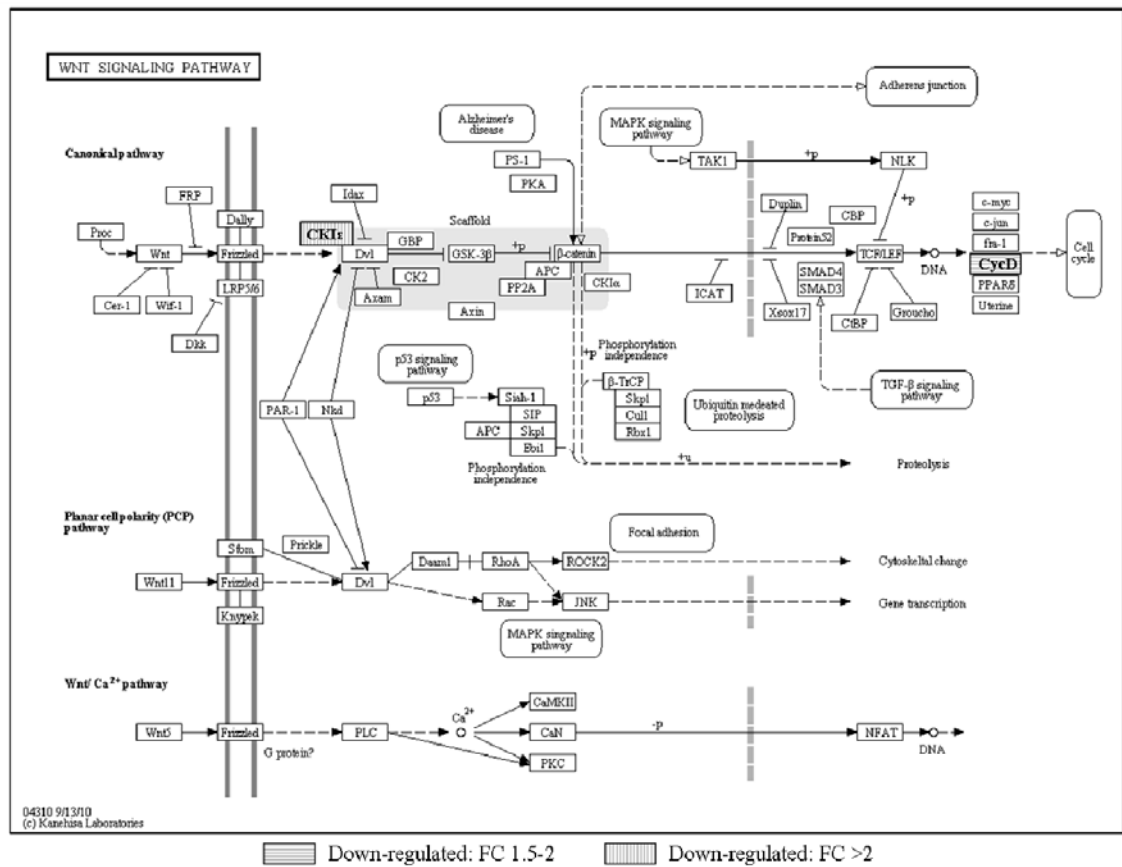 WNT SIGNALING PATHWAY
Adherens junction
Alzheimer's
disease
MAPK signaling
pathway
Canonical pathway
PS-1
TAK1
+p
NLK
PKA
FRP
Idax
Duplin
CBP
+p
c-myc
Dally
Scaffold
c-jun
Proc
CKIε
GBP
Protein52
fra-1
Cell
cycle
Wnt
Frizzled
Dvl
GSK-3β
+p
β-catenin
TCF/LEF
DNA
CycD
CK2
APC
PP2A
CKIα
SMAD4
SMAD3
PPARδ
LRP5/6
Cer-1
Wif-1
Axam
ICAT
Xsox17
Uterine
Axin
CtBP
Groucho
Dkk
+p
Phosphorylation
independence
p53 signaling
pathway
TGF-β signaling
pathway
β-TrCP
Skp1
Cul1
Rbx1
p53
Siah-1
SIP
APC
Skp1
Ebi1
Ubiquitin medeated
proteolysis
PAR-1
Nkd
Phosphorylation
independence
+u
Proteolysis
Planar cell polarity (PCP)
pathway
Focal adhesion
Stbm
Prickle
Daam1
RhoA
ROCK2
Cytoskeltal change
Wnt11
Frizzled
Dvl
Rac
JNK
Gene transcription
Knypek
MAPK singnaling
pathway
Wnt/ Ca2+ pathway
CaMKII
Ca2+
Wnt5
Frizzled
PLC
CaN
-p
NFAT
DNA
G protein?
PKC
04310 9/13/10
(c) Kanehisa Laboratories
Down-regulated: FC 1.5-2
Down-regulated: FC >2